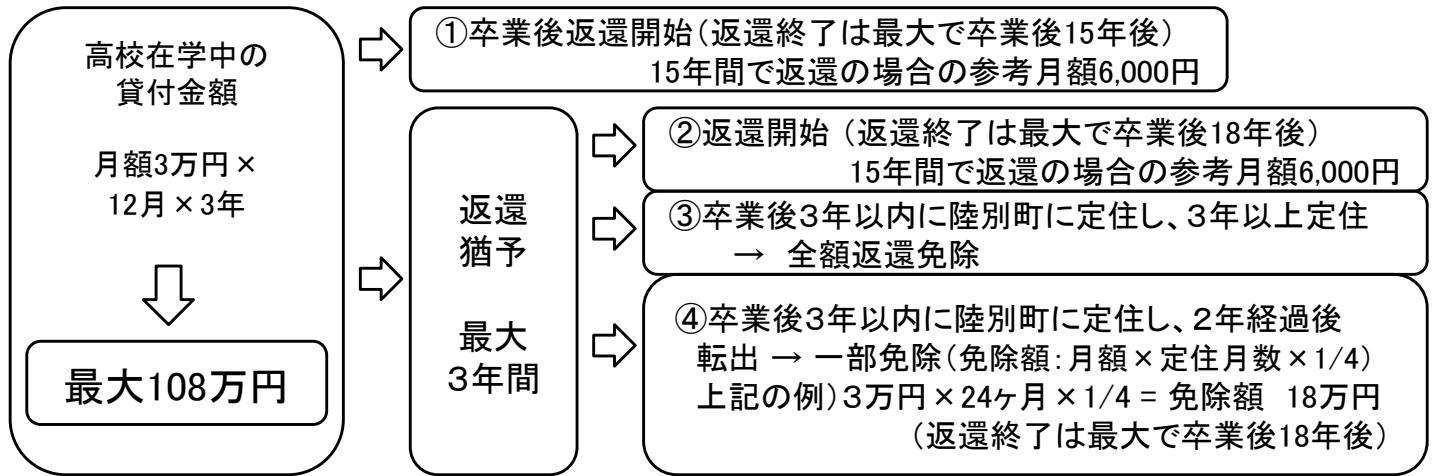 高校在学中の
貸付金額
月額3万円×
12月×3年
最大108万円
①卒業後返還開始（返還終了は最大で卒業後15年後）
15年間で返還の場合の参考月額6,000円
返還
猶予
最大
３年間
②返還開始 （返還終了は最大で卒業後18年後）
15年間で返還の場合の参考月額6,000円
③卒業後３年以内に陸別町に定住し、３年以上定住
→ 全額返還免除
④卒業後３年以内に陸別町に定住し、２年経過後
転出 → 一部免除（免除額：月額×定住月数×1/4）
上記の例）３万円×24ヶ月×1/4 = 免除額 18万円
（返還終了は最大で卒業後18年後）